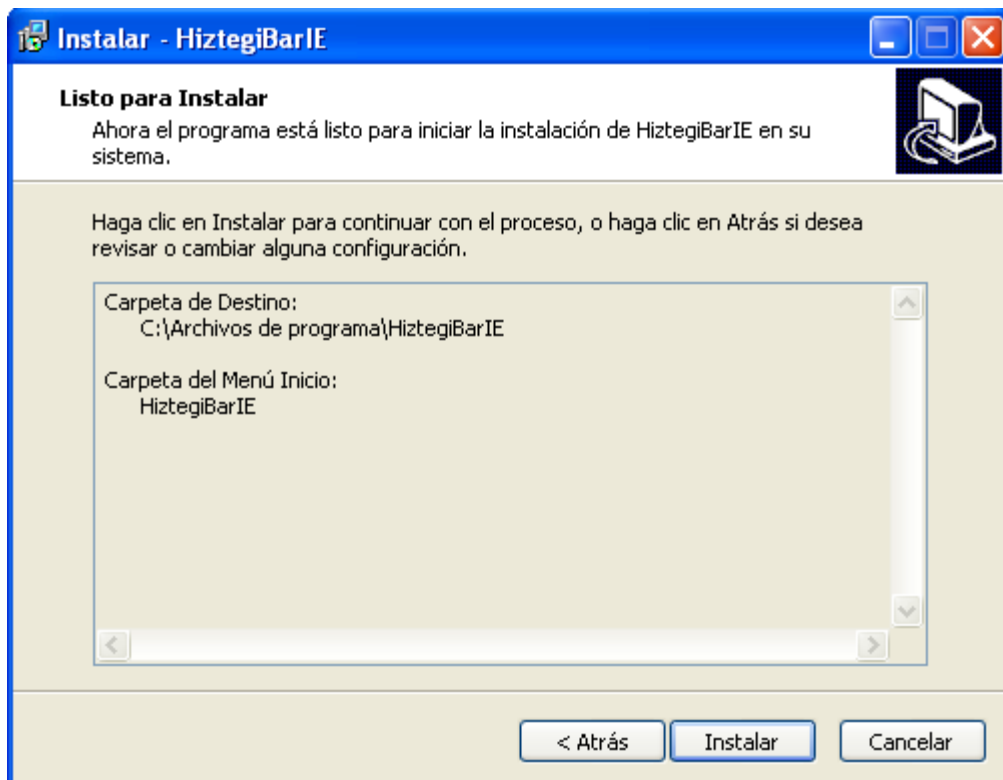 Instalar - HiztegiBarIE
Listo para Instalar
Ahora el programa está listo para iniciar la instalación de HiztegiBarIE en su
sistema.
Haga clic en Instalar para continuar con el proceso, o haga clic en Atrás si desea
revisar o cambiar alguna configuración.
Carpeta de Destino:
C:\Archivos de programa\HiztegiBarIE
Carpeta del Menú Inicio:
HiztegiBarIE
< Atrás
Instalar
Cancelar